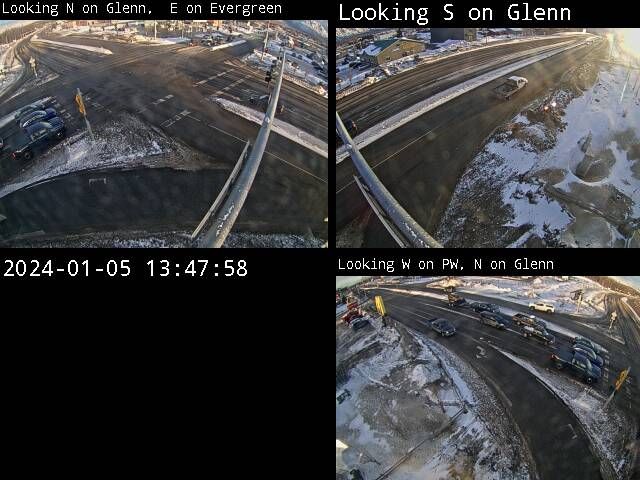 Looking N on Glenn,  E on Evergreen
Looking S on Glenn
2024-01-05 13:47:58
Looking W on PW, N on Glenn